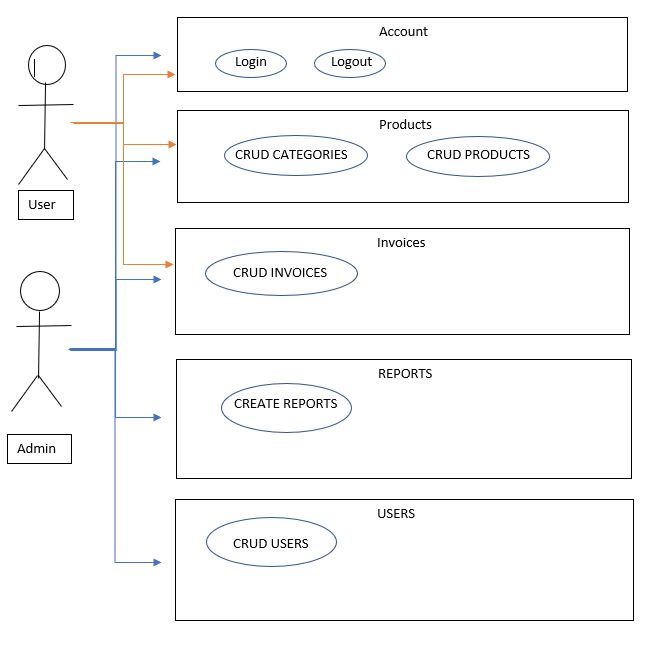 Account
Login
Logout
Products
CRUD CATEGORIES
CRUD PRODUCTS
User
Invoices
CRUD INVOICES
REPORTS
CREATE REPORTS
Admin
USERS
CRUD USERS